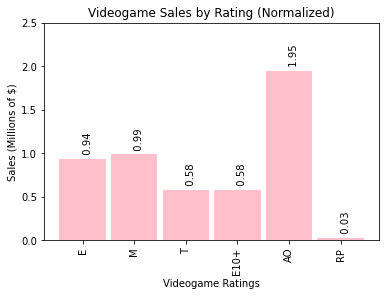 Videogame Sales by Rating (Normalized)
Sales (Millions of $)
2.5
2.0
1.5
1.0
0.5
0.0
0.94
0.99
0.58
0.58
1.95
0.03
E
M
T
E10+
AO
RP
Videogame Ratings